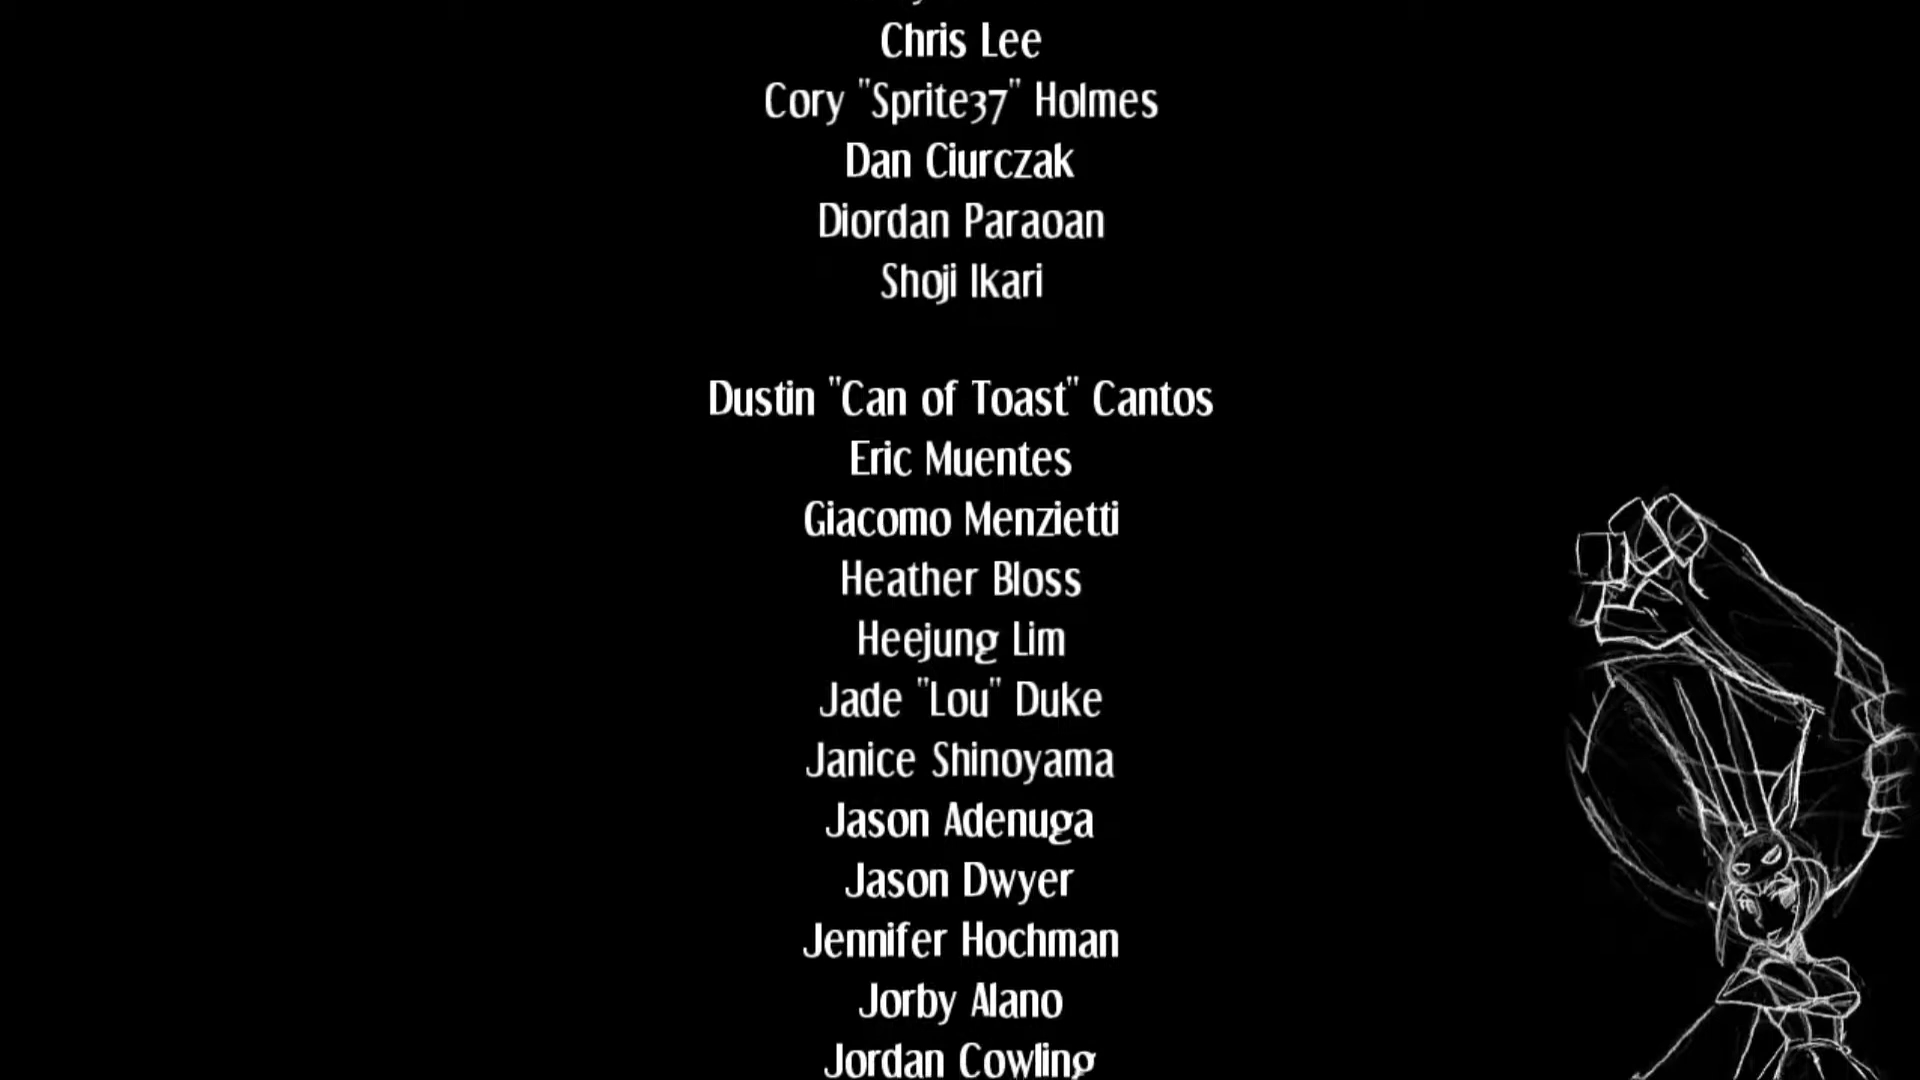 Chris Lee
Cory "Sprite37" Holmes
Dan Ciurczak
Diordan Paraoan
Shoji Ikari
Dustin "Can of Toast" Cantos
Eric Muentes
Giacomo Menzietti
Heather Bloss
Heejung Lim
Jade "Lou" Duke
Janice Shinoyama
Jason Adenuga
Jason Dwyer
Jennifer Hochman
Jorby Alano
Jordan Cowling